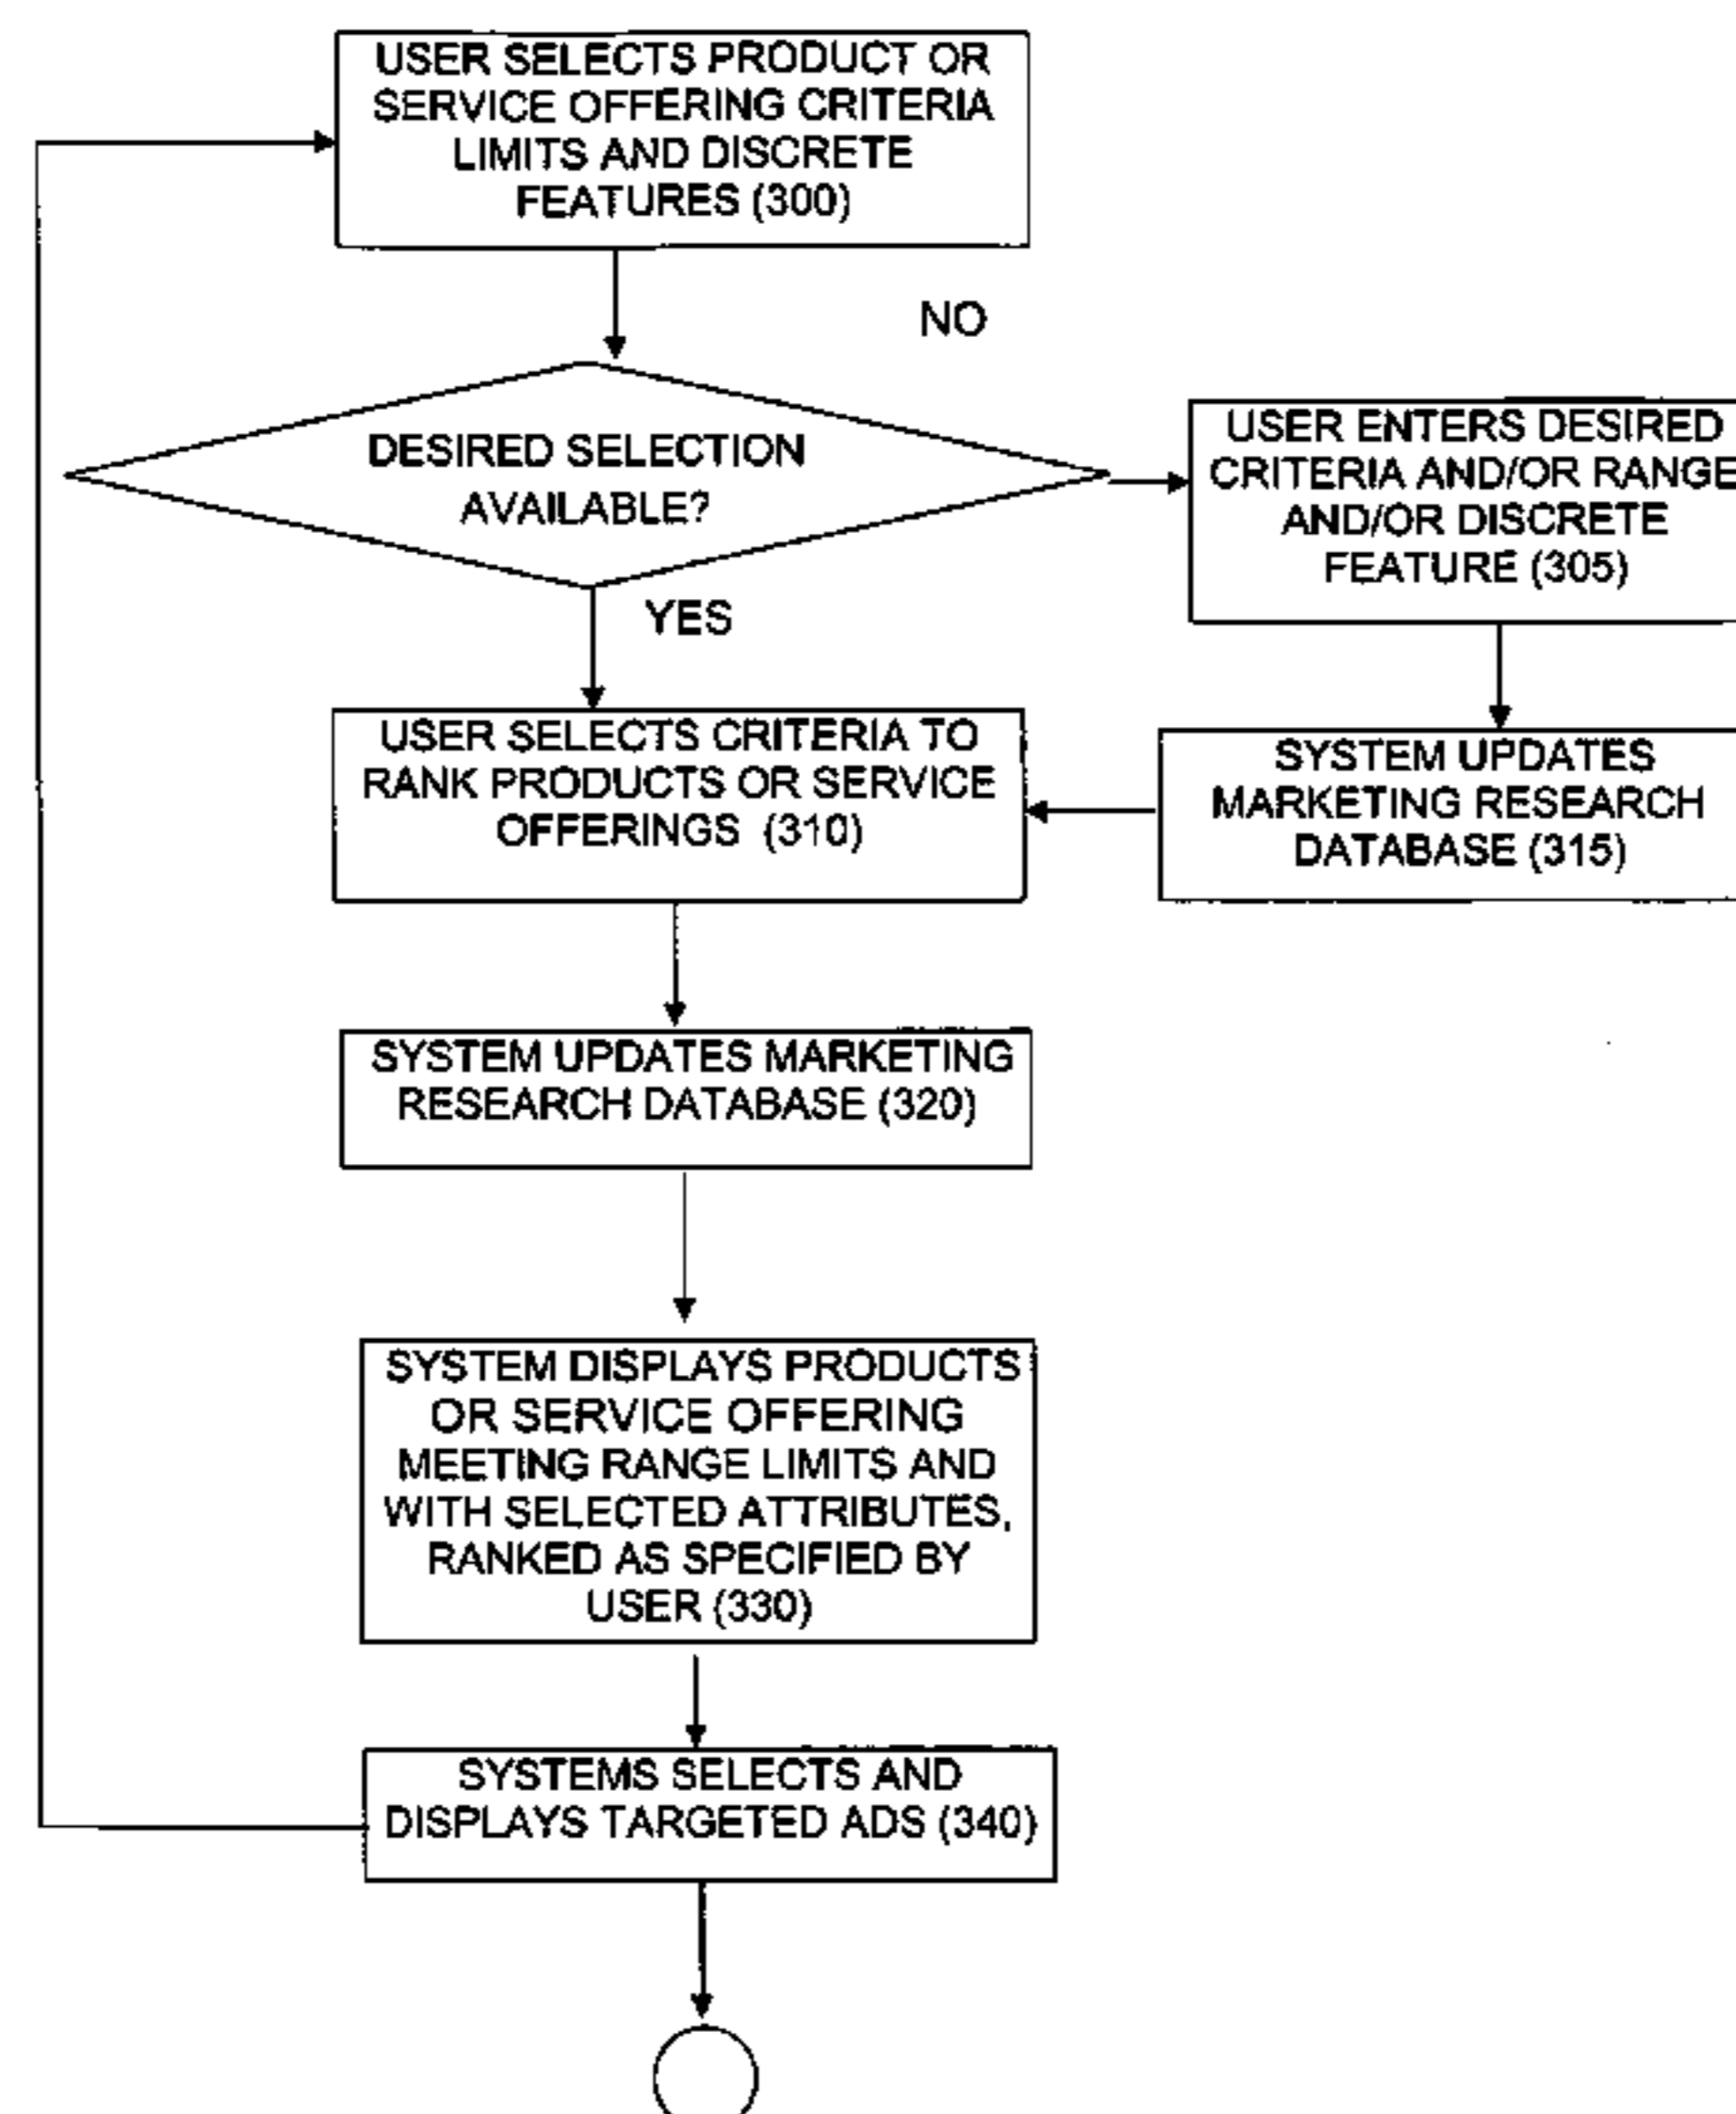 USER SELECTS PRODUCT OR
SERVICE OFFERING CRITERIA
LIMITS AND DISCRETE
FEATURES (300)
NO
DESIRED SELECTION
AVAILABLE?
USER ENTERS DESIRED
CRITERIA AND/OR RANGE
AND/OR DISCRETE
FEATURE (305)
YES
USER SELECTS CRITERIA TO
RANK PRODUCTS OR SERVICE
OFFERINGS (310)
SYSTEM UPDATES
MARKETING RESEARCH
DATABASE (315)
SYSTEM UPDATES MARKETING
RESEARCH DATABASE (320)
SYSTEM DISPLAYS PRODUCTS
OR SERVICE OFFERING
MEETING RANGE LIMITS AND
WITH SELECTED ATTRIBUTES,
RANKED AS SPECIFIED BY
USER (330)
SYSTEMS SELECTS AND
DISPLAYS TARGETED ADS (340)